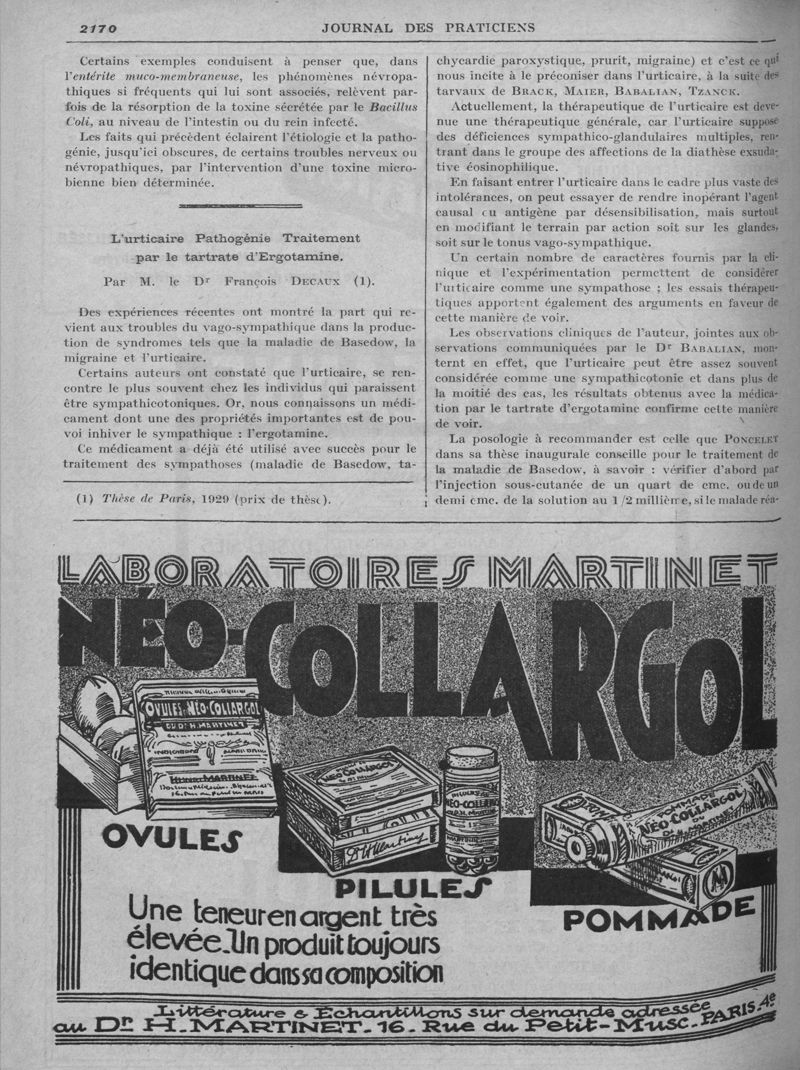 2170
JOURNAL DES PRATICIENS
Certains exemples conduisent à penser que, dans
l'entérite muco-membraneuse, les phénomènes névropa-
thiques si fréquents qui lui sont associés, relèvent par-
fois de la résorption de la toxine sécrétée par le Bacillus
Coli, au niveau de l'intestin ou du rein infecté.
Les faits qui précèdent éclairent l'étiologie et la patho-
génie, jusqu'ici obscures, de certains troubles nerveux ou
névropathiques, par l'intervention d'une toxine micro-
bienne bien déterminée.
L'urticaire Pathogénie Traitement
par le tartrate d'Ergotamine.
Par M. le Dr François DECAUX (1).
Des expériences récentes ont montré la part qui re-
vient aux troubles du vago-sympathique dans la produc-
tion de syndromes tels que la maladie de Basedow, la
migraine et l'urticaire.
Certains auteurs ont constaté que l'urticaire, se ren-
contre le plus souvent chez les individus qui paraissent
être sympathicotoniques. Or, nous connaissons un médi-
cament dont une des propriétés importantes est de pou-
voi inhiver le sympathique : l'ergotamine.
Ce médicament a déjà été utilisé avec succès pour le
traitement des sympathoses (maladie de Basedow, ta-
(1) Thèse de Paris, 1929 (prix de thèse).
chycardie paroxystique, prurit, migraine) et c'est ce qui
nous incite à le préconiser dans l'urticaire, à la suite des
tarvaux de BRACK, MAIER, BABALIAN, TZANCK.
Actuellement, la thérapeutique de l'urticaire est deve-
nue une thérapeutique générale, car l'urticaire suppose
des déficiences sympathico-glandulaires multiples, ren-
trant dans le groupe des affections de la diathèse exsuda-
tive éosinophilique.
En faisant entrer l'urticaire dans le cadre plus vaste des
intolérances, on peut essayer de rendre inopérant l'agent
causal ou antigène par désensibilisation, mais surtout
en modifiant le terrain par action soit sur les glandes,
soit sur le tonus vago-sympathique.
Un certain nombre de caractères fournis par la cli-
nique et l'expérimentation permettent de considérer
l'urticaire comme une sympathose ; les essais thérapeu-
tiques apportent également des arguments en faveur de
cette manière de voir.
Les observations cliniques de l'auteur, jointes aux ob-
servations communiquées par le Dr BABALIAN, mon-
ternt en effet, que l'urticaire peut être assez souvent
considérée comme une sympathicotonie et dans plus de
la moitié des cas, les résultats obtenus avec la médica-
tion par le tartrate d'ergotamine confirme cette manière
de voir.
La posologie à recommander est celle que PONCELET
dans sa thèse inaugurale conseille pour le traitement de
la maladie de Basedow, à savoir : vérifier d'abord par
l'injection sous-cutanée de un quart de cmc. ou de un
demi cmc. de la solution au 1/2 millième, si le malade réa-
LABORATOIRES MARTINET
NÉO-COLLARGOL
OVULES-NÉO-COLLARGOL
DU DR H. MARTINET
INDICATIONS
HENRI MARTINET
NÉO-COLLARGOL
Dr H. Martinet
PILULES
NÉO-COLLARGOL
POMMADE
NÉO-COLLARGOL
DU
DR H. MARTINET
OVULES
PILULES
POMMADE
Une teneur en argent très
élevée. Un produit toujours
identique dans sa composition
Littérature & Échantillons sur demande adressée
au Dr H. MARTINET. 16. Rue du Petit-Musc. PARIS. 4e